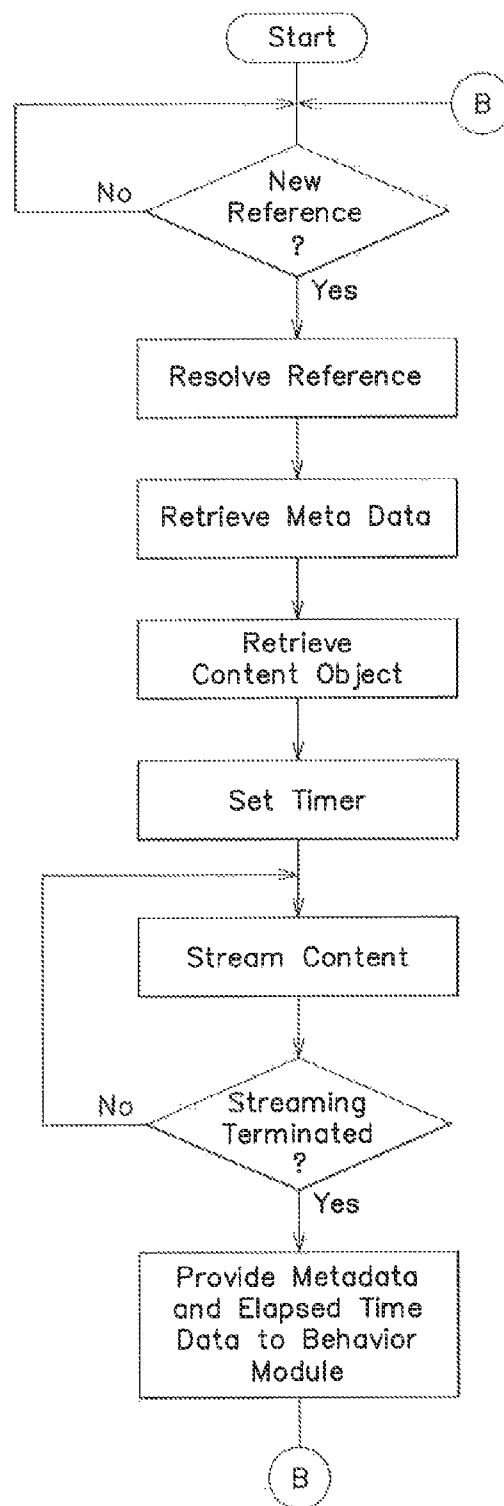 Start
B
No
New
Reference
?
Yes
Resolve Reference
Retrieve Meta Data
Retrieve
Content Object
Set Timer
Stream Content
No
Streaming
Terminated
?
Yes
Provide Metadata
and Elapsed Time
Data to Behavior
Module
B